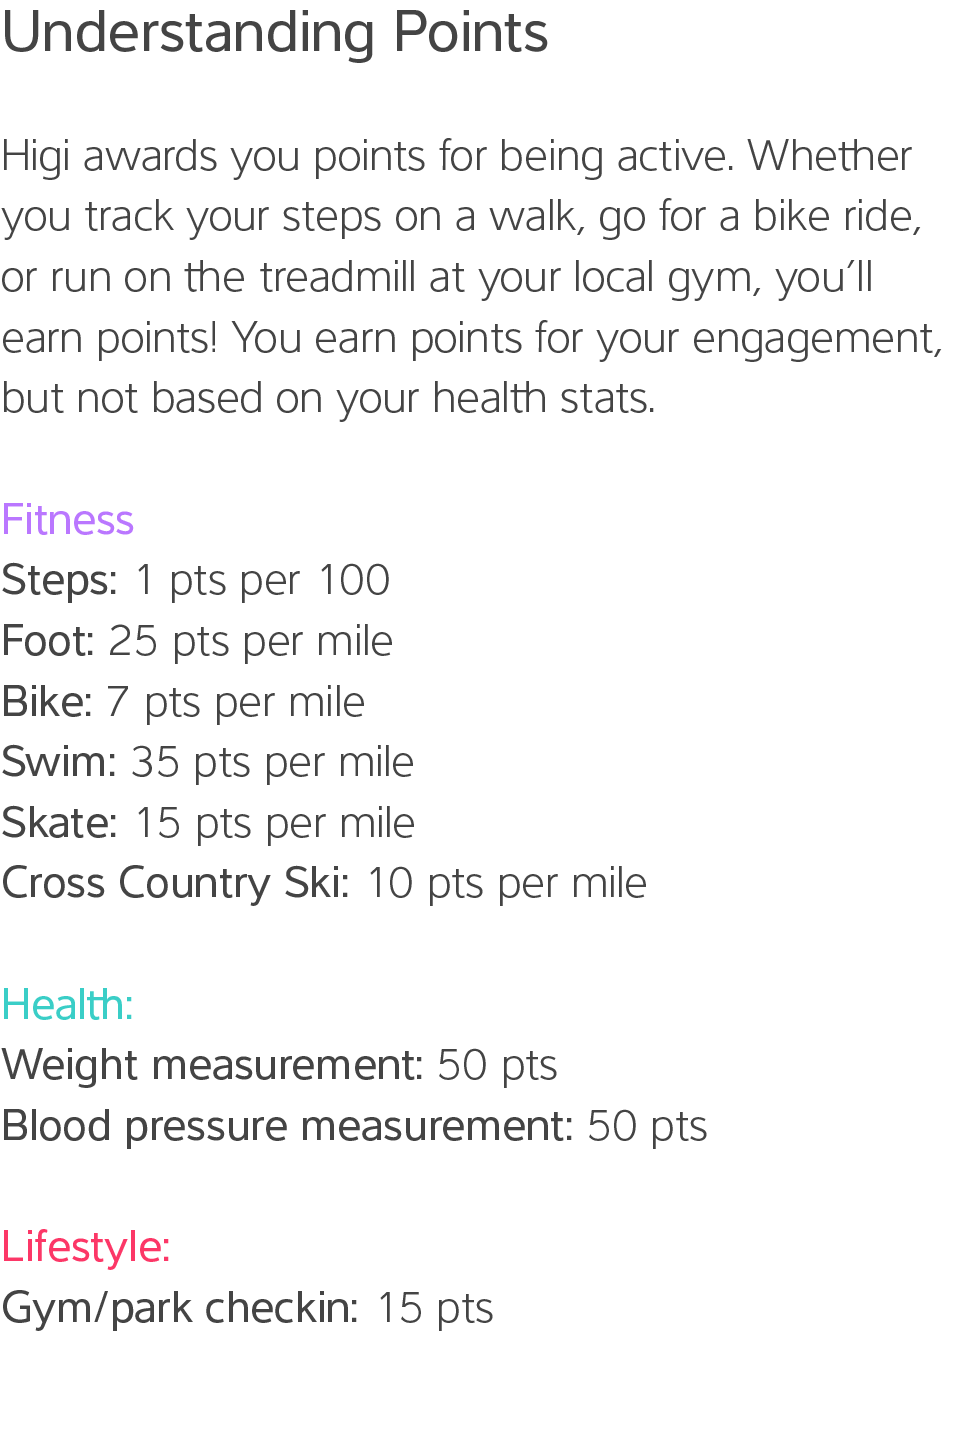 Understanding Points
Higi awards you points for being active. Whether
you track your steps on a walk, go for a bike ride,
or run on the treadmill at your local gym, you’ll
earn points! You earn points for your engagement,
but not based on your health stats.
Fitness
Steps: 1 pts per 100
Foot: 25 pts per mile
Bike: 7 pts per mile
Swim: 35 pts per mile
Skate: 15 pts per mile
Cross Country Ski: 10 pts per mile
Health:
Weight measurement: 50 pts
Blood pressure measurement: 50 pts
Lifestyle:
Gym/park checkin: 15 pts